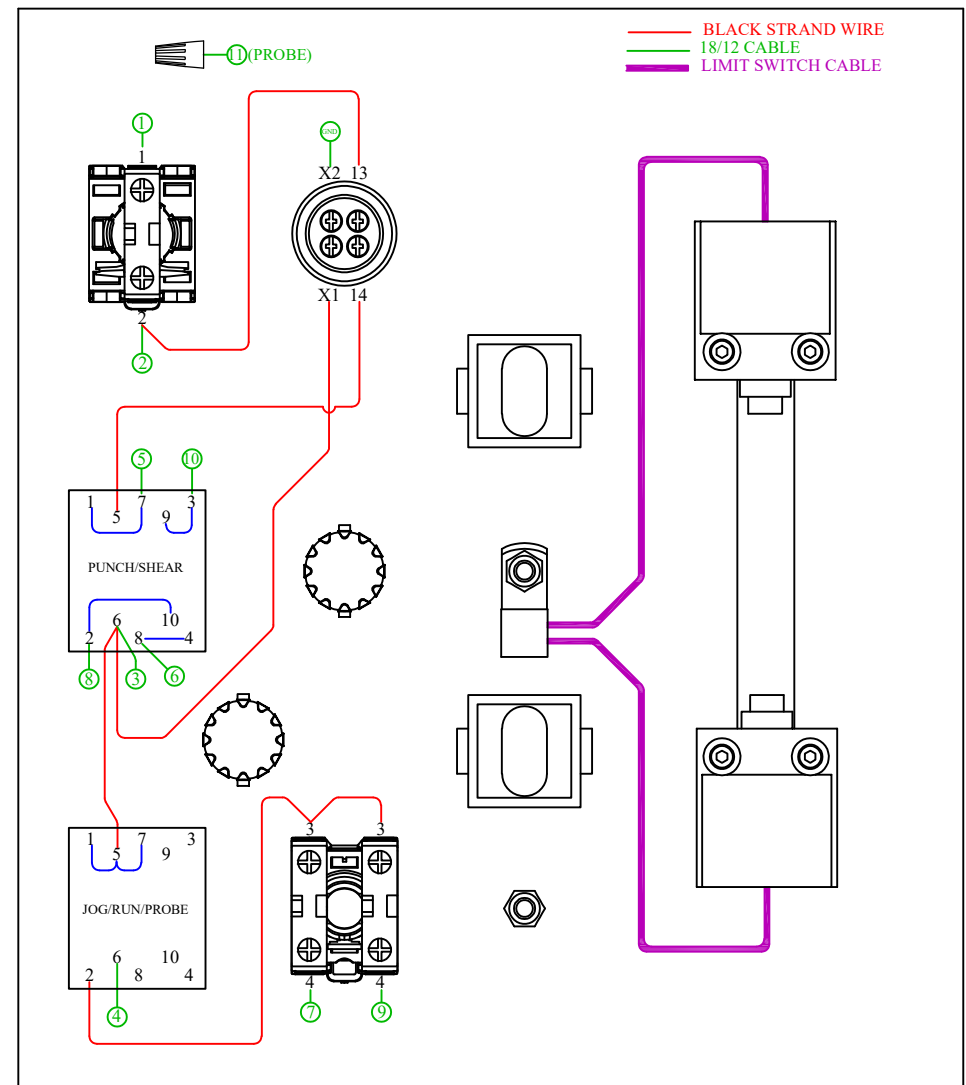 11 (PROBE)
BLACK STRAND WIRE
18/12 CABLE
LIMIT SWITCH CABLE
1
GND
1
X2 13
X1 14
2
2
5 10
1 7 3
5 9
PUNCH/SHEAR
6 10
2 8 4
8 3 6
3 3
1 7 3
5 9
JOG/RUN/PROBE
6 10
2 8 4
4 4
4 7 9